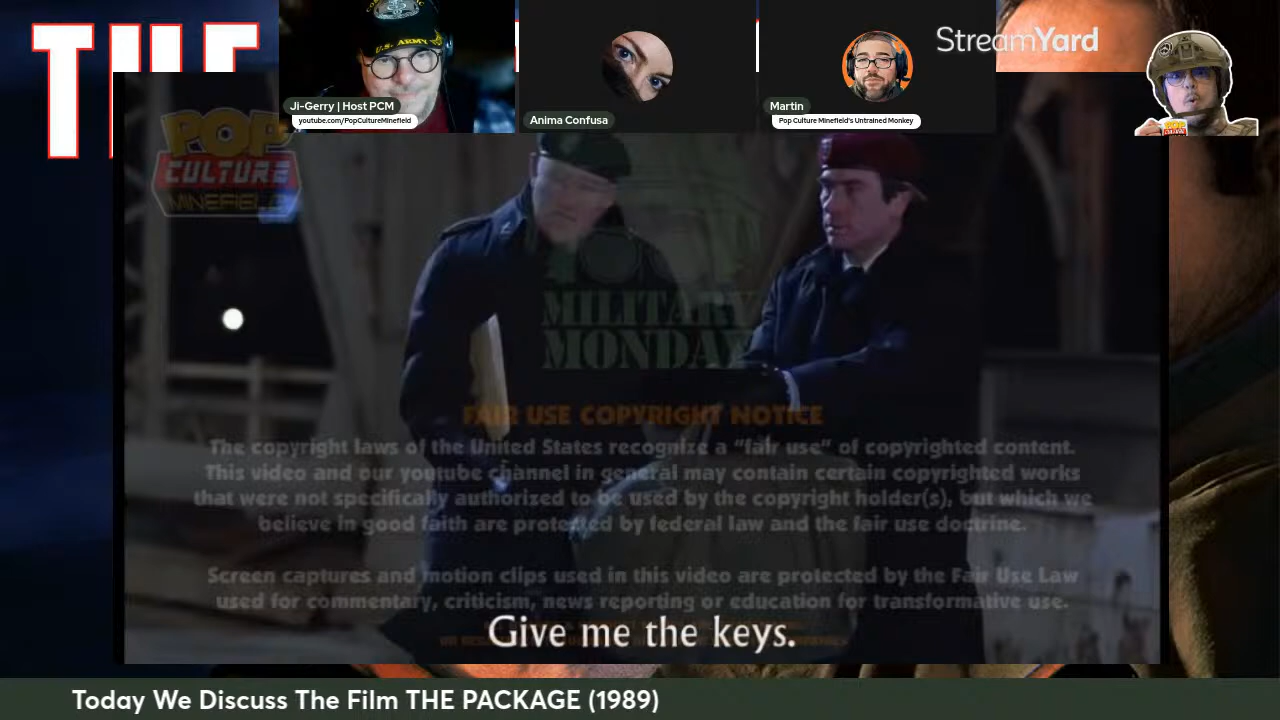 THE
StreamYard
U.S. ARMY
Ji-Gerry | Host PCM
youtube.com/PopCultureMinefield
Anima Confusa
Martin
Pop Culture Minefield's Untrained Monkey
POP
CULTURE
MINEFIELD
POP
CULTURE
MILITARY
MONDAY
FAIR USE COPYRIGHT NOTICE
The copyright laws of the United States recognize a “fair use” of copyrighted content.
This video and our youtube channel in general may contain certain copyrighted works
that were not specifically authorized to be used by the copyright holder(s), but which we
believe in good faith are protected by federal law and the fair use doctrine.
Screen captures and motion clips used in this video are protected by the Fair Use Law
used for commentary, criticism, news reporting or education for transformative use.
Give me the keys.
Today We Discuss The Film THE PACKAGE (1989)